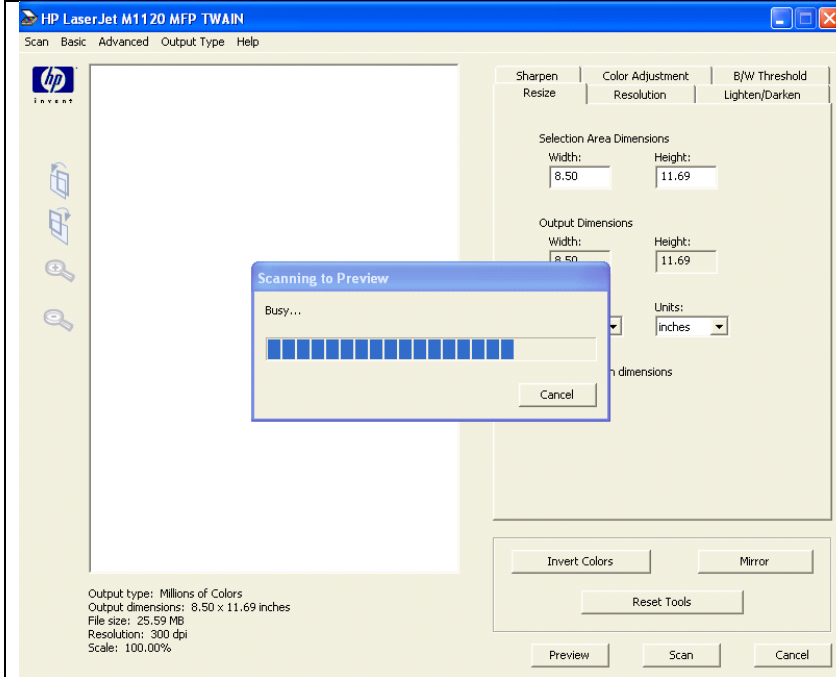 HP LaserJet M1120 MFP TWAIN
Scan Basic Advanced Output Type Help
hp
invent
Sharpen Color Adjustment B/W Threshold
Resize Resolution Lighten/Darken
Selection Area Dimensions
Width: Height:
8.50 11.69
Output Dimensions
Width: Height:
8.50 11.69
Units:
inches
dimensions
Scanning to Preview
Busy...
Cancel
Invert Colors Mirror
Reset Tools
Output type: Millions of Colors
Output dimensions: 8.50 x 11.69 inches
File size: 25.59 MB
Resolution: 300 dpi
Scale: 100.00%
Preview Scan Cancel